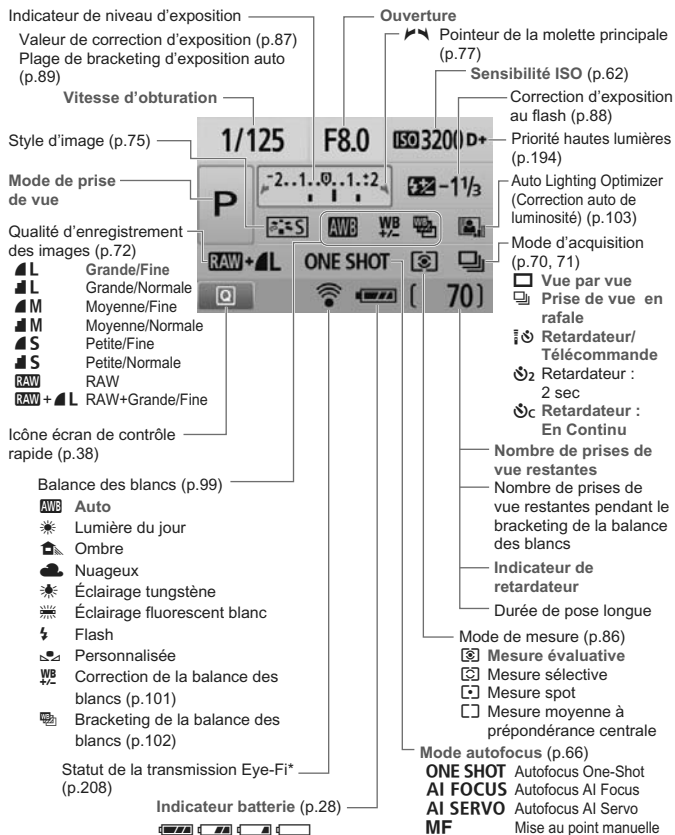 Indicateur de niveau d'exposition
Valeur de correction d'exposition (p.87)
Plage de bracketing d'exposition auto
(p.89)
Vitesse d'obturation
Style d'image (p.75)
Mode de prise
de vue
Qualité d'enregistrement
des images (p.72)
L Grande/Fine
L Grande/Normale
M Moyenne/Fine
M Moyenne/Normale
S Petite/Fine
S Petite/Normale
RAW RAW
RAW + L RAW+Grande/Fine
Icône écran de contrôle
rapide (p.38)
Balance des blancs (p.99)
AWB Auto
Lumière du jour
Ombre
Nuageux
Éclairage tungstène
Éclairage fluorescent blanc
Flash
Personnalisée
WB +/- Correction de la balance des
blancs (p.101)
Bracketing de la balance des
blancs (p.102)
Statut de la transmission Eye-Fi*
(p.208)
Indicateur batterie (p.28)
1/125 F8.0 ISO 3200 D+
P -2..1..0..1.:2 -1 1/3
S AWB WB +/-
RAW + L ONE SHOT
Q [ 70]
Ouverture
Pointeur de la molette principale
(p.77)
Sensibilité ISO (p.62)
Correction d'exposition
au flash (p.88)
Priorité hautes lumières
(p.194)
Auto Lighting Optimizer
(Correction auto de
luminosité) (p.103)
Mode d'acquisition
(p.70, 71)
Vue par vue
Prise de vue en
rafale
Retardateur/
Télécommande
2 Retardateur :
2 sec
c Retardateur :
En Continu
Nombre de prises de
vue restantes
Nombre de prises de
vue restantes pendant le
bracketing de la balance
des blancs
Indicateur de
retardateur
Durée de pose longue
Mode de mesure (p.86)
Mesure évaluative
Mesure sélective
Mesure spot
Mesure moyenne à
prépondérance centrale
Mode autofocus (p.66)
ONE SHOT Autofocus One-Shot
AI FOCUS Autofocus AI Focus
AI SERVO Autofocus AI Servo
MF Mise au point manuelle